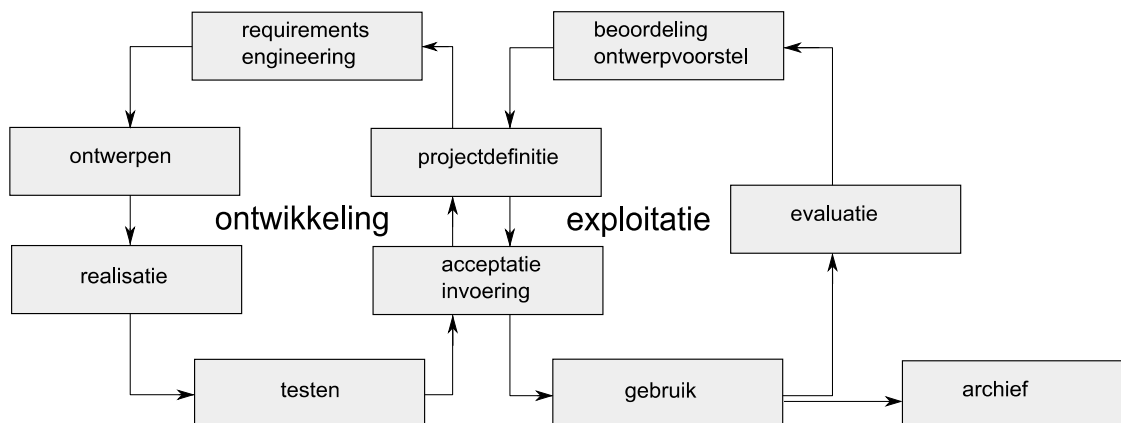 requirements
engineering
beoordeling
ontwerpvoorstel
ontwerpen
projectdefinitie
ontwikkeling
exploitatie
evaluatie
realisatie
acceptatie
invoering
testen
gebruik
archief